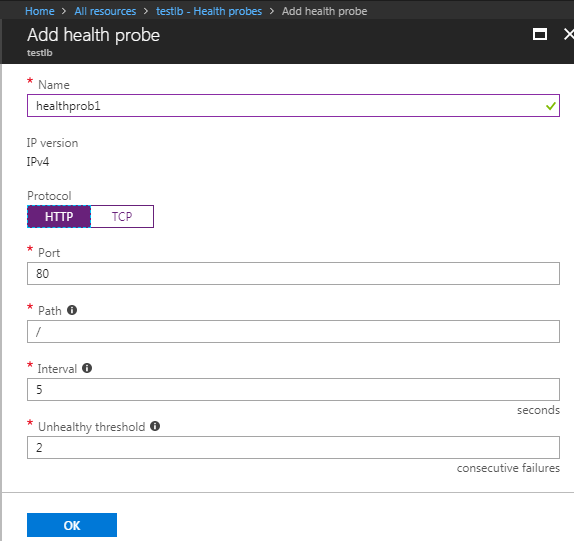 Home > All resources > testlb - Health probes > Add health probe
Add health probe
testlb
* Name
healthprob1
IP version
IPv4
Protocol
HTTP TCP
* Port
80
* Path
/
* Interval
5
seconds
* Unhealthy threshold
2
consecutive failures
OK